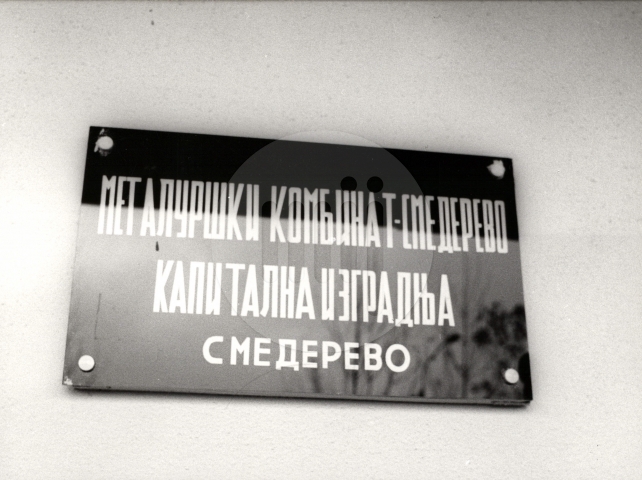 МЕТАЛУРШКИ КОМБИНАТ-СМЕДЕРЕВО
КАПИТАЛНА ИЗГРАДЊА
СМЕДЕРЕВО